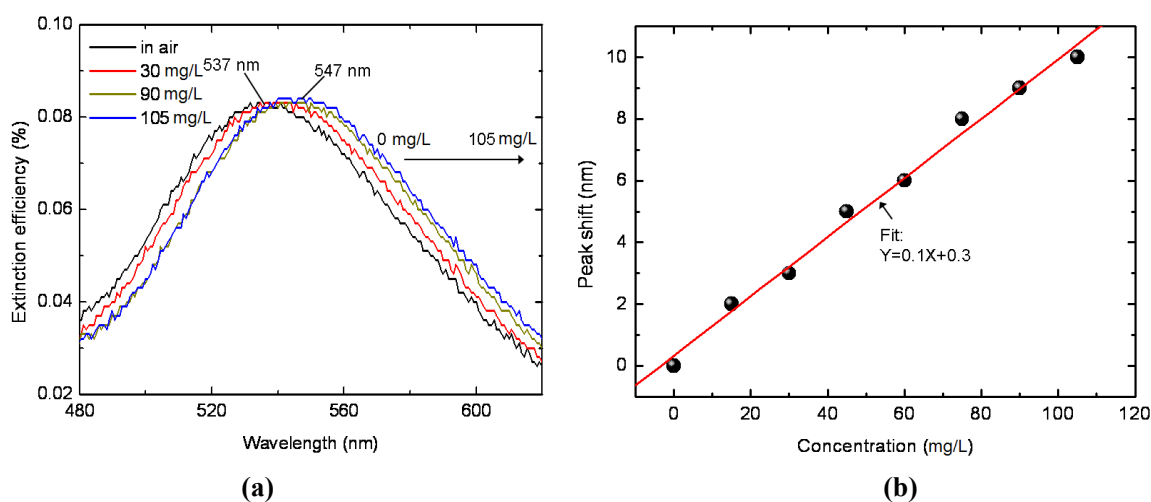 0.10
0.08
0.06
0.04
0.02
Extinction efficiency (%)
in air
30 mg/L
90 mg/L
105 mg/L
537 nm
547 nm
0 mg/L
105 mg/L
480
520
560
600
Wavelength (nm)
(a)
10
8
6
4
2
0
Peak shift (nm)
Fit:
Y=0.1X+0.3
0
20
40
60
80
100
120
Concentration (mg/L)
(b)